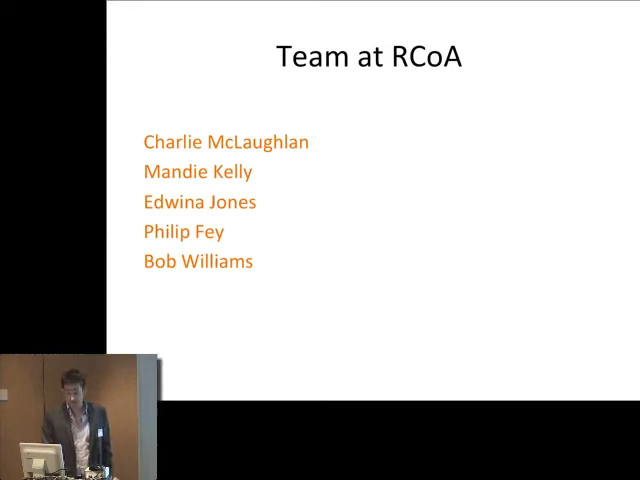 Team at RCoA
Charlie McLaughlan
Mandie Kelly
Edwina Jones
Philip Fey
Bob Williams